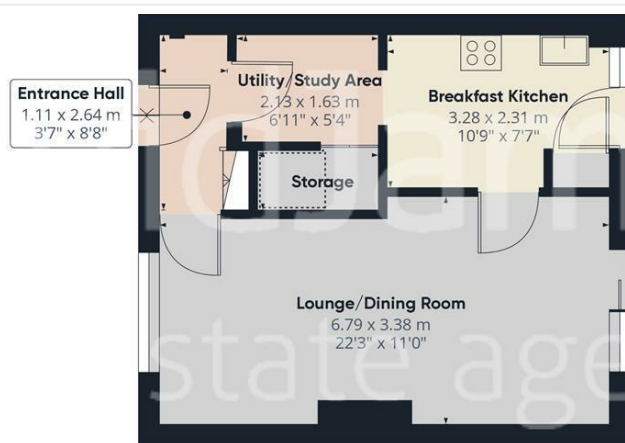 Entrance Hall
1.11 x 2.64 m
3'7" x 8'8"
Utility/Study Area
2.13 x 1.63 m
6'11" x 5'4"
Breakfast Kitchen
3.28 x 2.31 m
10'9" x 7'7"
Storage
Lounge/Dining Room
6.79 x 3.38 m
22'3" x 11'0"
state age